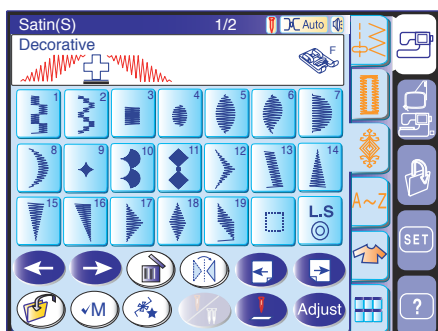 Satin(S) 1/2 Auto
Decorative
F
1 2 3 4 5 6 7
8 9 10 11 12 13 14
15 16 17 18 19 L.S
A~Z
SET
✓M Adjust ?